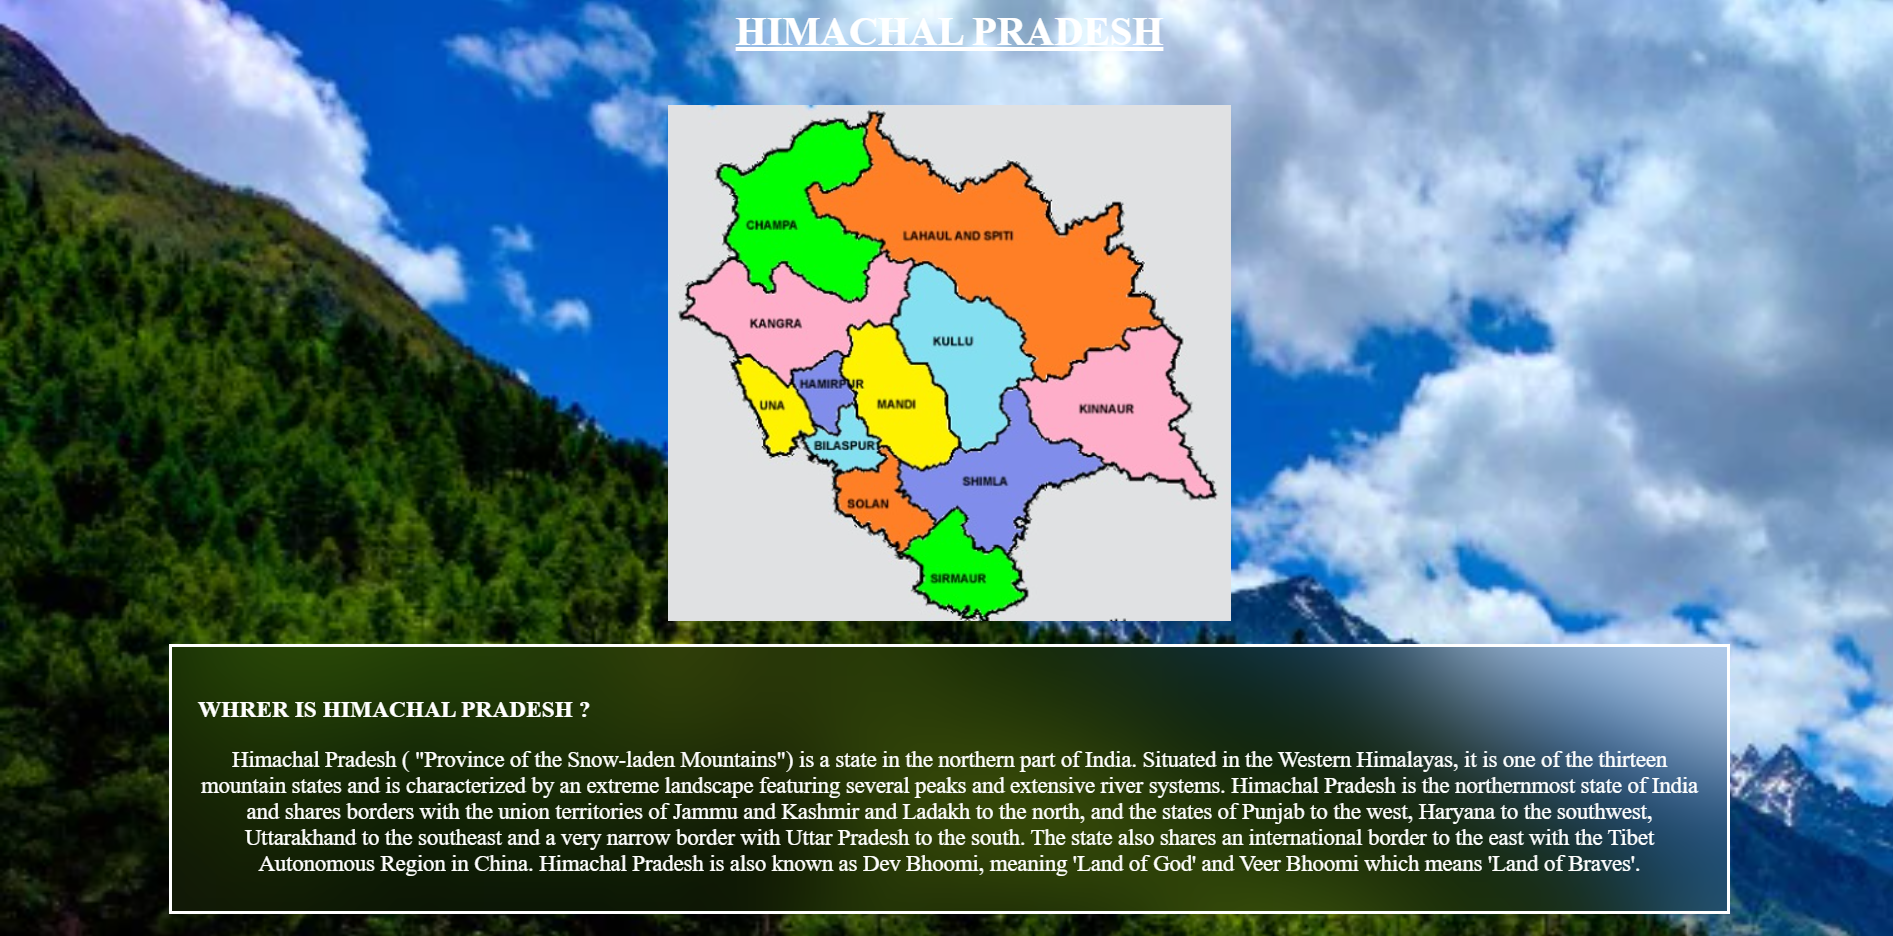 HIMACHAL PRADESH
CHAMPA
LAHAUL AND SPITI
KANGRA
KULLU
HAMIRPUR
UNA
MANDI
KINNAUR
BILASPUR
SHIMLA
SOLAN
SIRMAUR
WHRER IS HIMACHAL PRADESH ?
Himachal Pradesh ( "Province of the Snow-laden Mountains") is a state in the northern part of India. Situated in the Western Himalayas, it is one of the thirteen
mountain states and is characterized by an extreme landscape featuring several peaks and extensive river systems. Himachal Pradesh is the northernmost state of India
and shares borders with the union territories of Jammu and Kashmir and Ladakh to the north, and the states of Punjab to the west, Haryana to the southwest,
Uttarakhand to the southeast and a very narrow border with Uttar Pradesh to the south. The state also shares an international border to the east with the Tibet
Autonomous Region in China. Himachal Pradesh is also known as Dev Bhoomi, meaning 'Land of God' and Veer Bhoomi which means 'Land of Braves'.